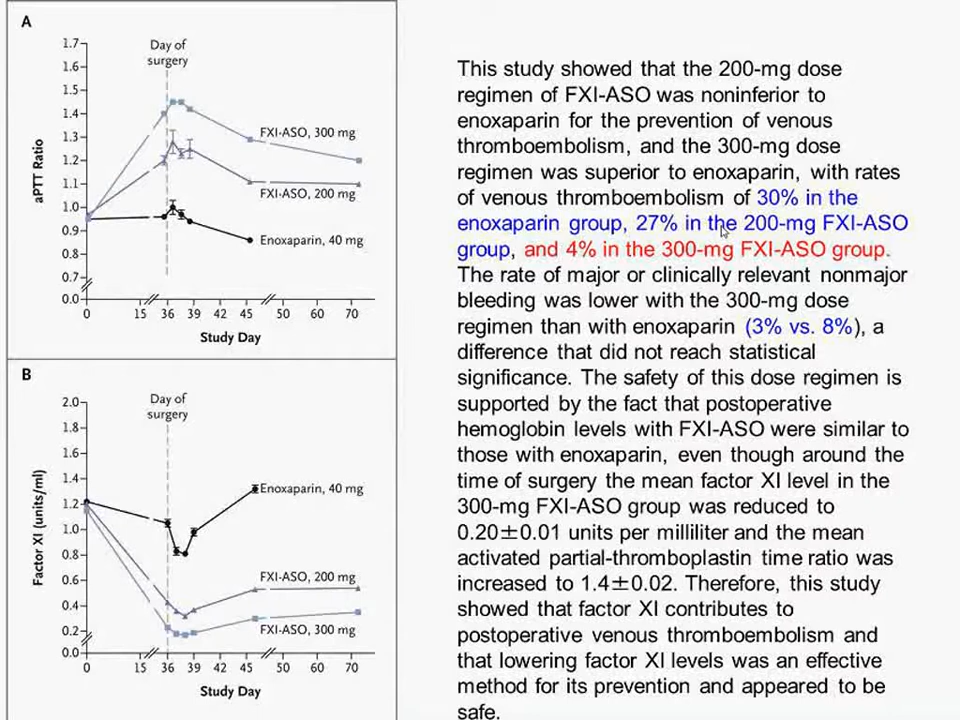 A
1.7
1.6
1.5
1.4
1.3
1.2
1.1
1.0
0.9
0.8
0.7
0.0
aPTT Ratio
Day of
surgery
FXI-ASO, 300 mg
FXI-ASO, 200 mg
Enoxaparin, 40 mg
0 15 36 39 42 45 50 60 70
Study Day
B
2.0
1.8
1.6
1.4
1.2
1.0
0.8
0.6
0.4
0.2
0.0
Factor XI (units/ml)
Day of
surgery
Enoxaparin, 40 mg
FXI-ASO, 200 mg
FXI-ASO, 300 mg
0 15 36 39 42 45 50 60 70
Study Day
This study showed that the 200-mg dose
regimen of FXI-ASO was noninferior to
enoxaparin for the prevention of venous
thromboembolism, and the 300-mg dose
regimen was superior to enoxaparin, with rates
of venous thromboembolism of 30% in the
enoxaparin group, 27% in the 200-mg FXI-ASO
group, and 4% in the 300-mg FXI-ASO group.
The rate of major or clinically relevant nonmajor
bleeding was lower with the 300-mg dose
regimen than with enoxaparin (3% vs. 8%), a
difference that did not reach statistical
significance. The safety of this dose regimen is
supported by the fact that postoperative
hemoglobin levels with FXI-ASO were similar to
those with enoxaparin, even though around the
time of surgery the mean factor XI level in the
300-mg FXI-ASO group was reduced to
0.20±0.01 units per milliliter and the mean
activated partial-thromboplastin time ratio was
increased to 1.4±0.02. Therefore, this study
showed that factor XI contributes to
postoperative venous thromboembolism and
that lowering factor XI levels was an effective
method for its prevention and appeared to be
safe.